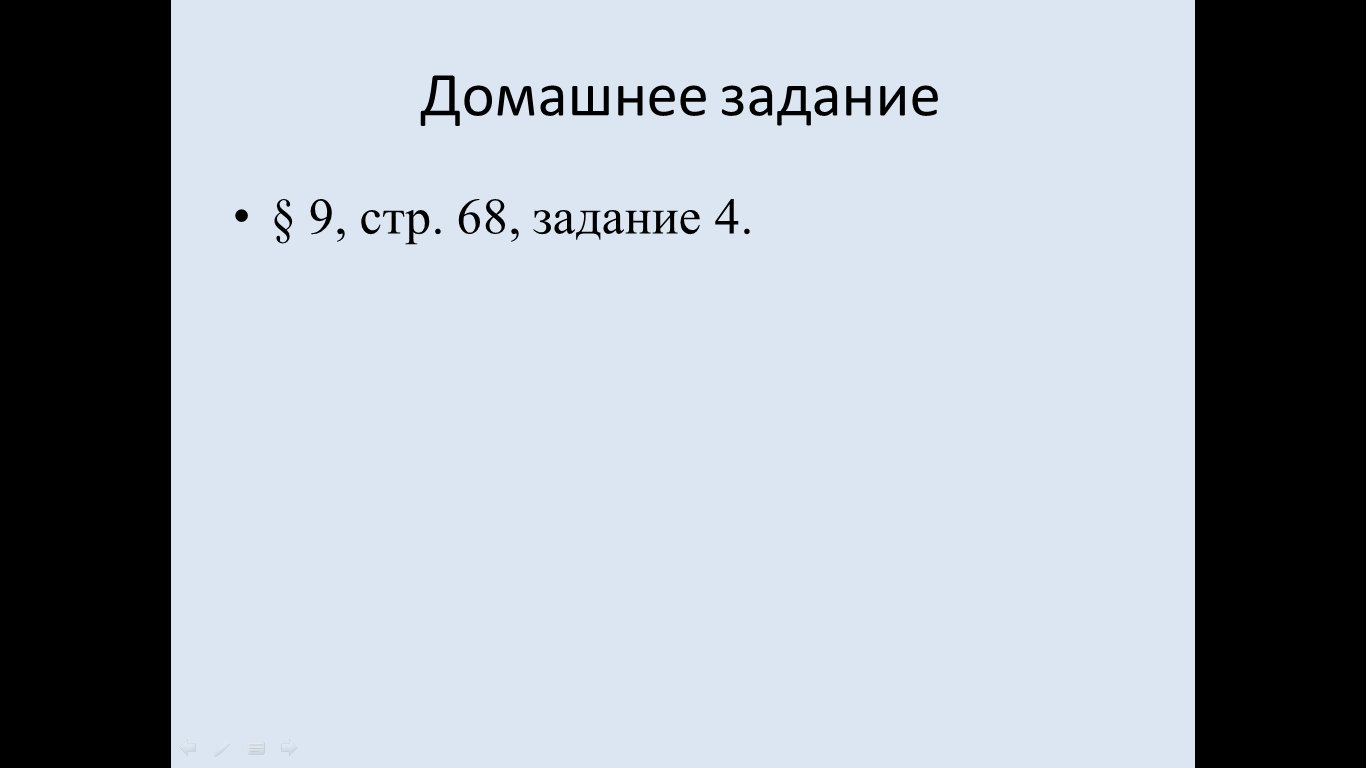 Домашнее задание
• § 9, стр. 68, задание 4.